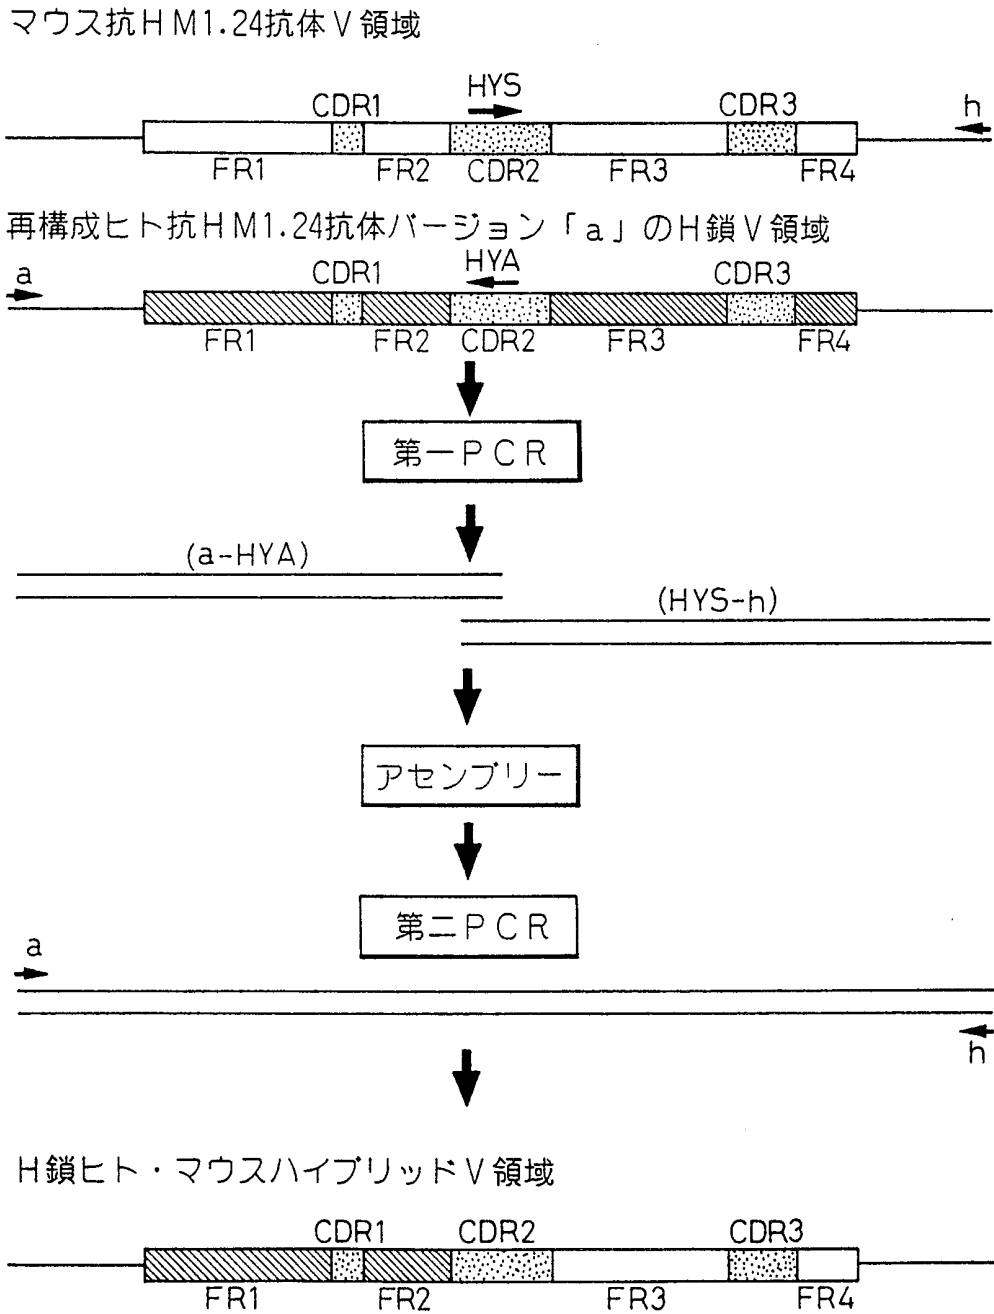 マウス抗HM1.24抗体V領域
HYS
CDR1 CDR3 h
FR1 FR2 CDR2 FR3 FR4
再構成ヒト抗HM1.24抗体バージョン「a」のH鎖V領域
a CDR1 HYA CDR3
FR1 FR2 CDR2 FR3 FR4
第一PCR
(a-HYA)
(HYS-h)
アセンブリー
第二PCR
a
h
H鎖ヒト・マウスハイブリッドV領域
CDR1 CDR2 CDR3
FR1 FR2 FR3 FR4